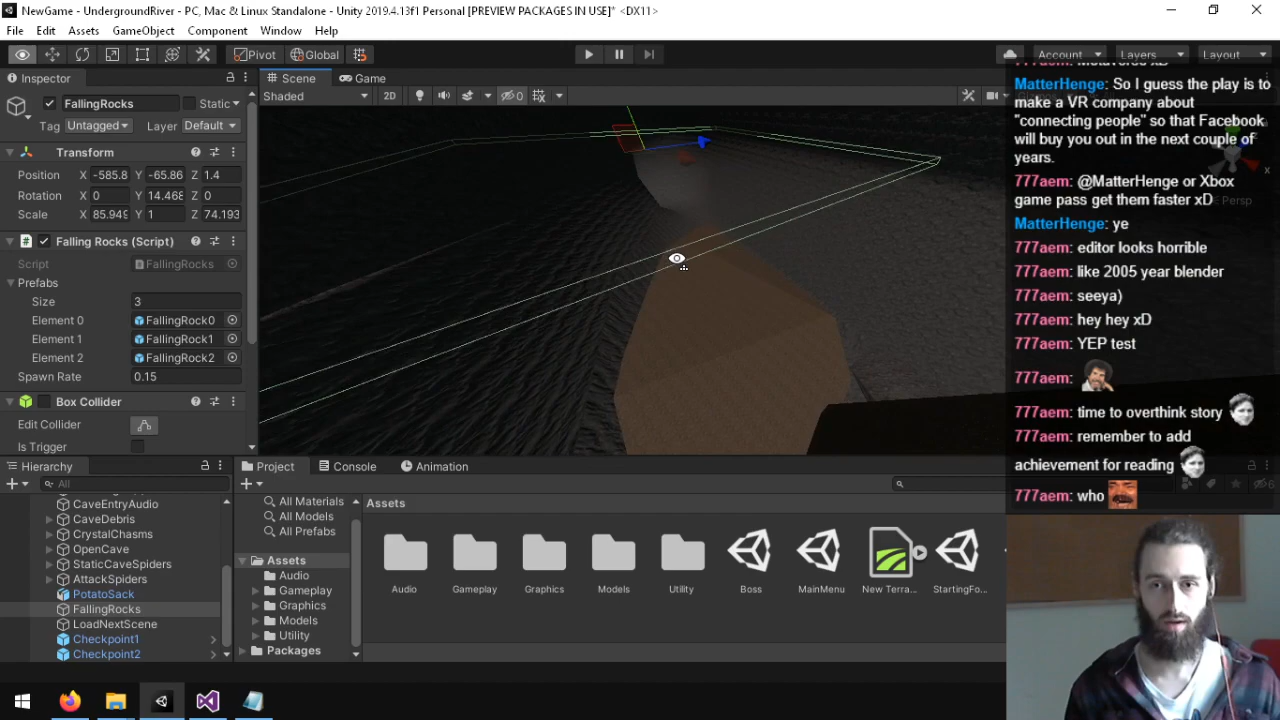 NewGame - UndergroundRiver - PC, Mac & Linux Standalone - Unity 2019.4.13f1 Personal [PREVIEW PACKAGES IN USE]* <DX11>
File Edit Assets GameObject Component Window Help
Pivot Global Account Layers Layout
Inspector
FallingRocks Static
Tag Untagged Layer Default
Transform
Position X -585.8 Y -65.86 Z 1.4
Rotation X 0 Y 14.468 Z 0
Scale X 85.949 Y 1 Z 74.193
Falling Rocks (Script)
Script FallingRocks
Prefabs
Size 3
Element 0 FallingRock0
Element 1 FallingRock1
Element 2 FallingRock2
Spawn Rate 0.15
Box Collider
Edit Collider
Is Trigger
Scene Game
Shaded 2D 0
x
Persp
MatterHenge: So I guess the play is to
make a VR company about
"connecting people" so that Facebook
will buy you out in the next couple of
years.
777aem: @MatterHenge or Xbox
game pass get them faster xD
MatterHenge: ye
777aem: editor looks horrible
777aem: like 2005 year blender
777aem: seeya)
777aem: hey hey xD
777aem: YEP test
777aem:
777aem: time to overthink story
777aem: remember to add
achievement for reading
777aem: who
Hierarchy
All
CaveEntryAudio
CaveDebris
CrystalChasms
OpenCave
StaticCaveSpiders
AttackSpiders
PotatoSack
FallingRocks
LoadNextScene
Checkpoint1
Checkpoint2
Project Console Animation
All Materials
All Models
All Prefabs
Assets
Audio
Gameplay
Graphics
Models
Utility
Packages
Assets
Audio Gameplay Graphics Models Utility Boss MainMenu New Terra... StartingFo...